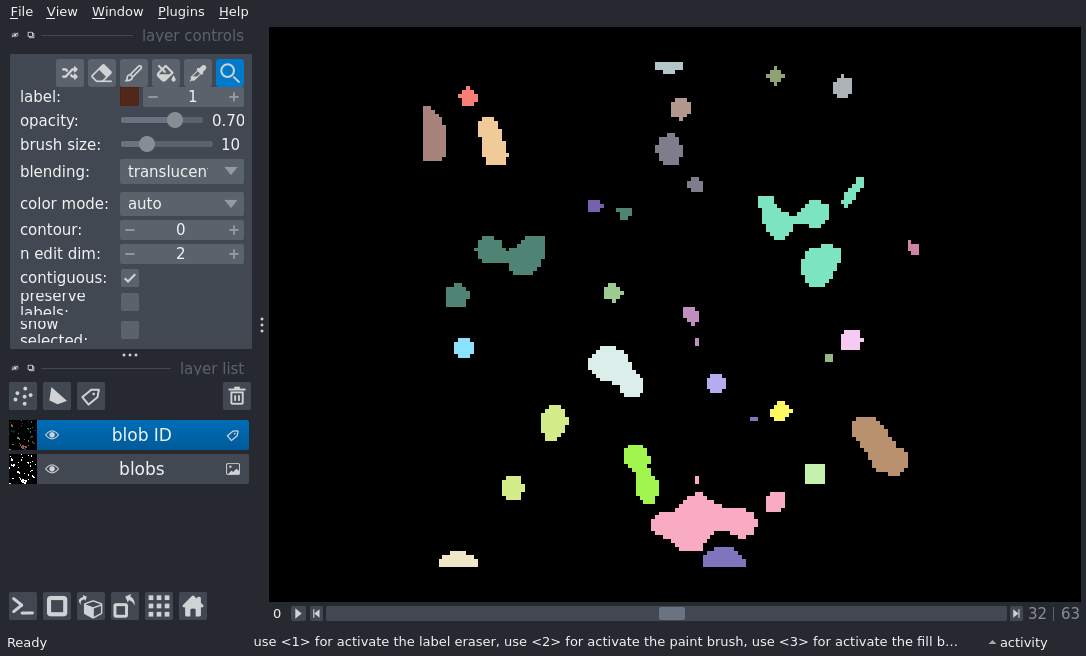 File View Window Plugins Help
layer controls
label: 1
opacity: 0.70
brush size: 10
blending: translucen
color mode: auto
contour: 0
n edit dim: 2
contiguous:
preserve
labels:
show
selected:
layer list
blob ID
blobs
0 32 63
Ready use <1> for activate the label eraser, use <2> for activate the paint brush, use <3> for activate the fill b... activity